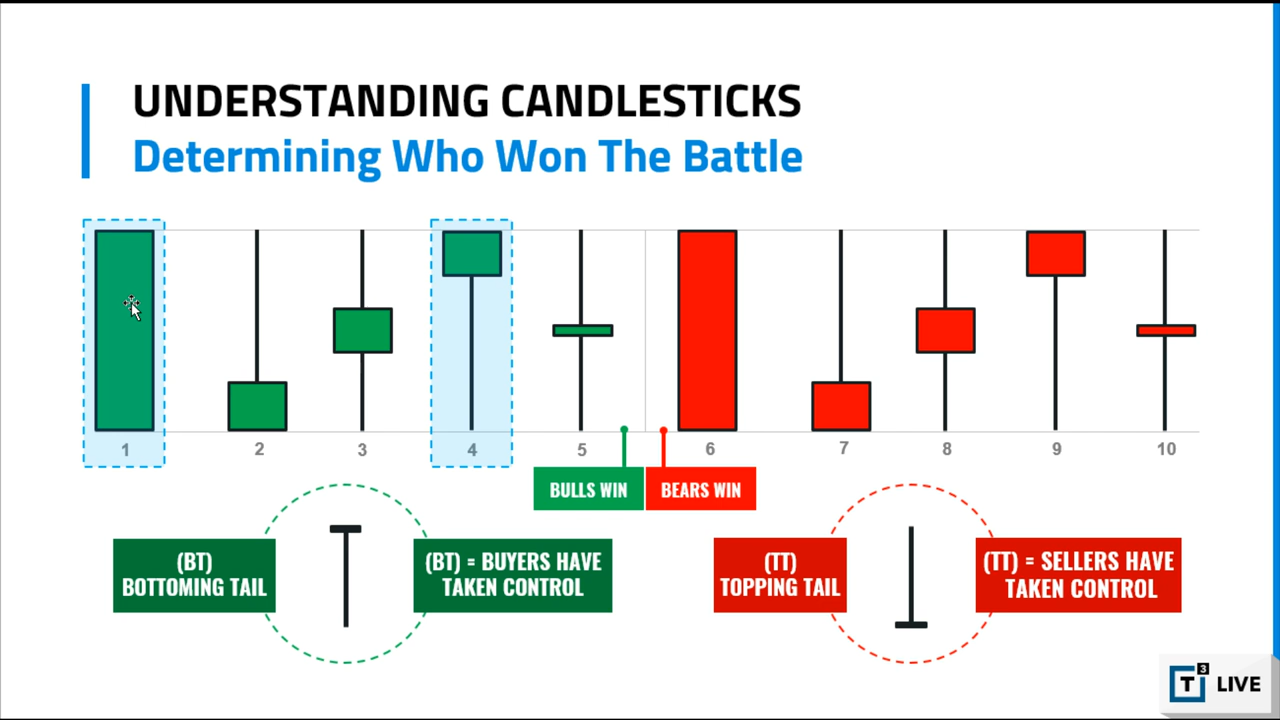 UNDERSTANDING CANDLESTICKS
Determining Who Won The Battle
1
2
3
4
5
6
7
8
9
10
BULLS WIN
BEARS WIN
(BT)
BOTTOMING TAIL
(BT) = BUYERS HAVE
TAKEN CONTROL
(TT)
TOPPING TAIL
(TT) = SELLERS HAVE
TAKEN CONTROL
T3 LIVE